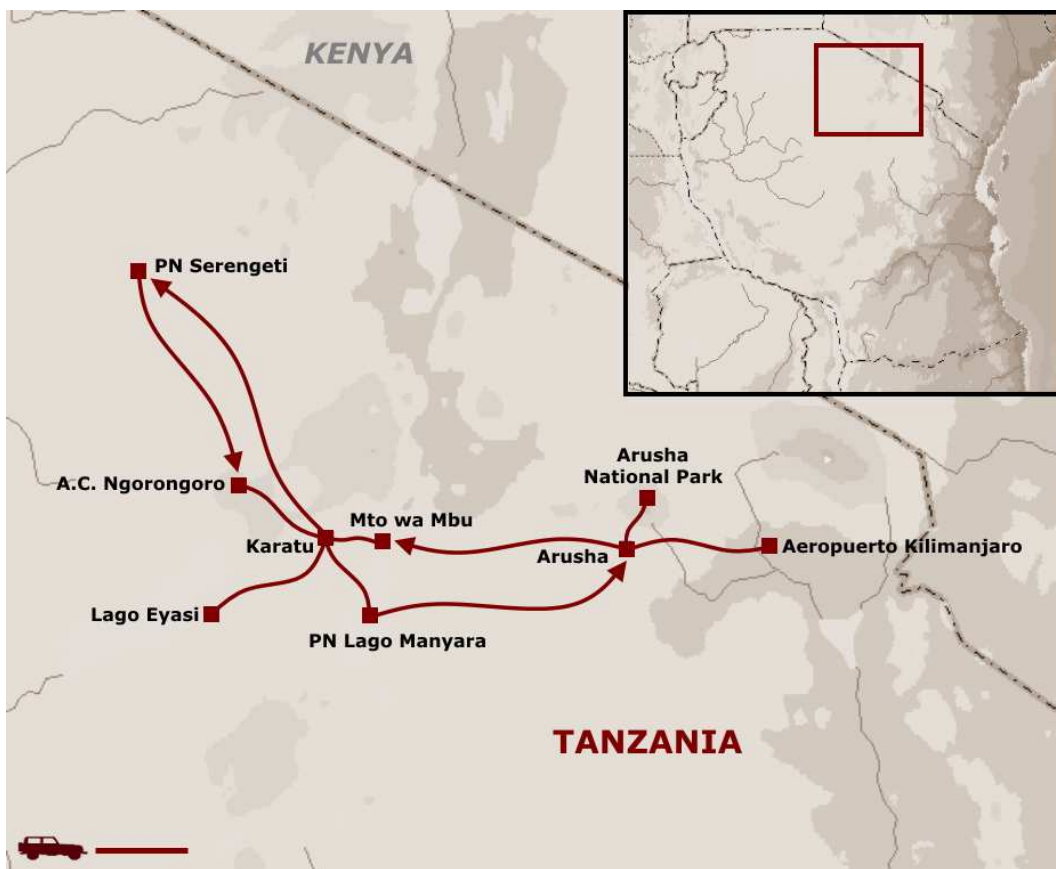 KENYA
PN Serengeti
Arusha
National Park
A.C. Ngorongoro
Mto wa Mbu
Karatu
Arusha
Aeropuerto Kilimanjaro
Lago Eyasi
PN Lago Manyara
TANZANIA